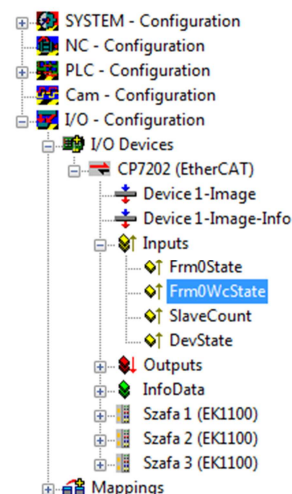 SYSTEM - Configuration
NC - Configuration
PLC - Configuration
Cam - Configuration
I/O - Configuration
I/O Devices
CP7202 (EtherCAT)
Device 1-Image
Device 1-Image-Info
Inputs
Frm0State
Frm0WcState
SlaveCount
DevState
Outputs
InfoData
Szafa 1 (EK1100)
Szafa 2 (EK1100)
Szafa 3 (EK1100)
Mappings